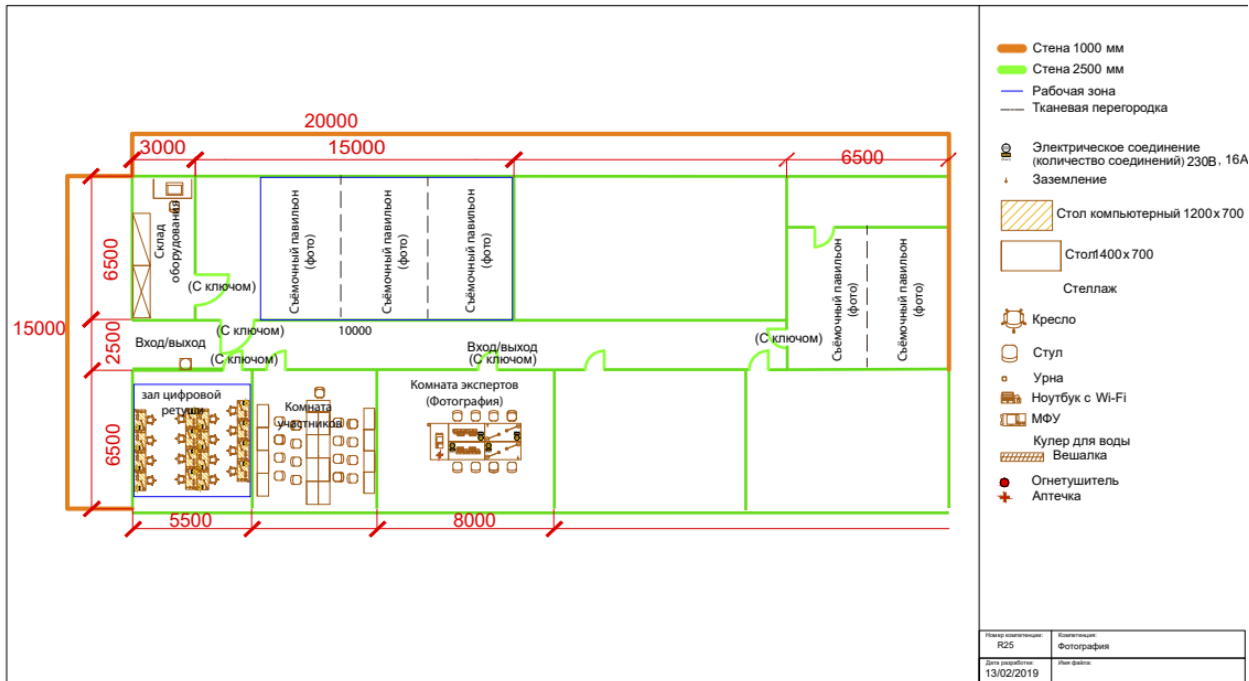 20000
3000
15000
6500
Склад
оборудования
Съёмочный павильон
(фото)
Съёмочный павильон
(фото)
Съёмочный павильон
(фото)
Съёмочный павильон
(фото)
Съёмочный павильон
(фото)
6500
(С ключом)
15000
2500
Вход/выход
(С ключом)
10000
(С ключом)
Вход/выход
(С ключом)
(С ключом)
6500
зал цифровой
ретуши
Комната
участников
Комната экспертов
(Фотография)
5500
8000
Стена 1000 мм
Стена 2500 мм
Рабочая зона
Тканевая перегородка
Электрическое соединение
(количество соединений) 230В, 16А
Заземление
Стол компьютерный 1200х700
Стол1400х700
Стеллаж
Кресло
Стул
Урна
Ноутбук с Wi-Fi
МФУ
Кулер для воды
Вешалка
Огнетушитель
Аптечка
Номер компетенции:
R25
Компетенция:
Фотография
Дата разработки:
13/02/2019
Имя файла: